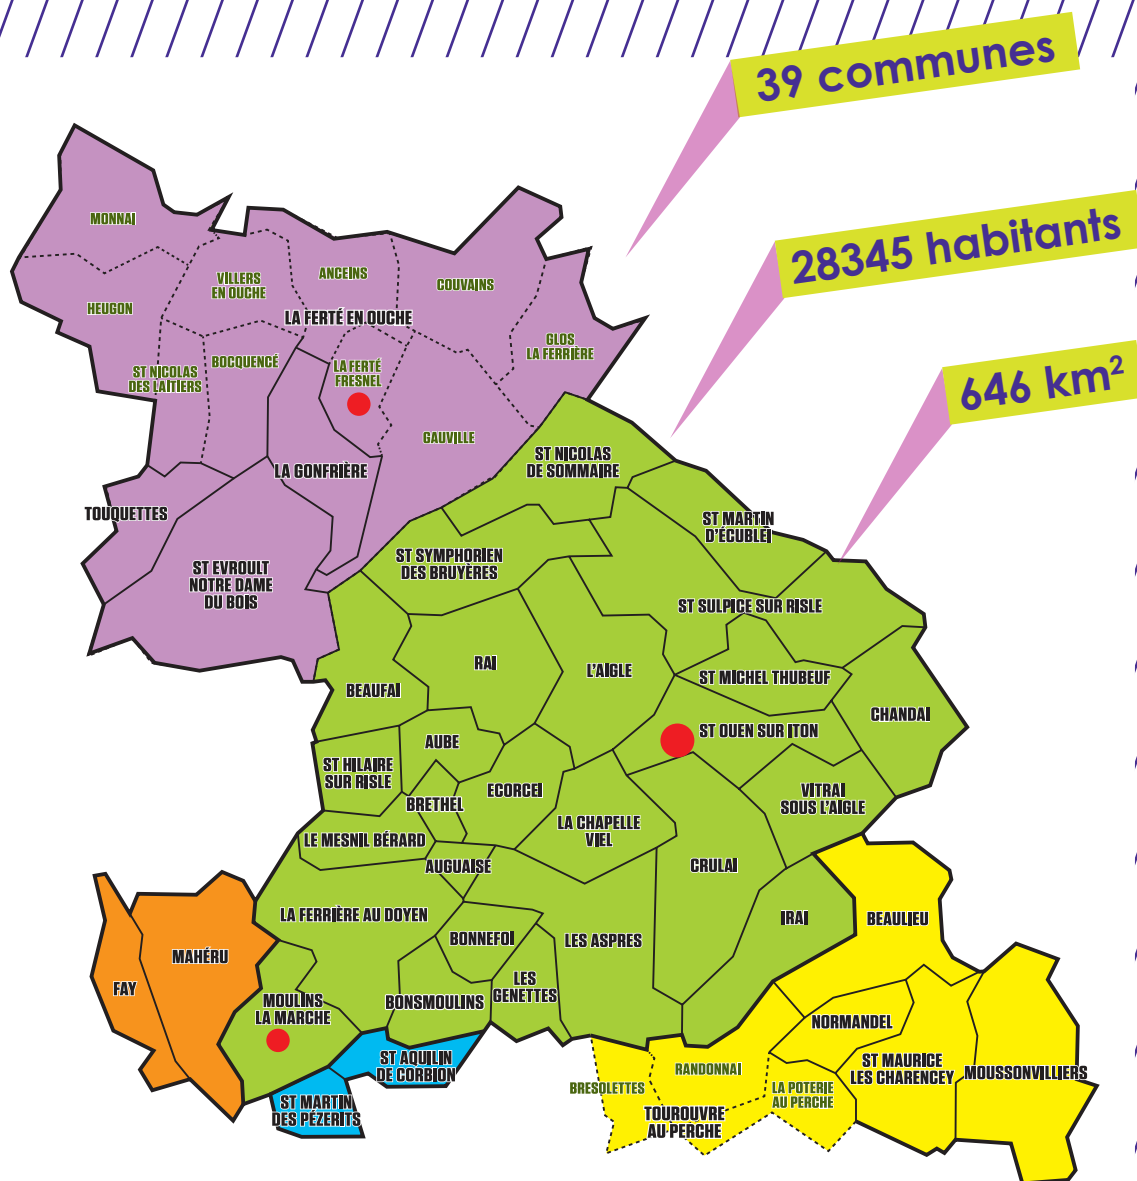 39 communes
28345 habitants
646 km²
MONNAI
HEUGON
VILLERS
EN OUCHE
ANCEINS
COUVAINS
LA FERTÉ EN OUCHE
GLOS
LA FERRIÈRE
ST NICOLAS
DES LAITIERS
BOCQUENCÉ
LA FERTÉ
FRESNEL
GAUVILLE
LA GONFRIÈRE
TOUQUETTES
ST EVROULT
NOTRE DAME
DU BOIS
ST NICOLAS
DE SOMMAIRE
ST MARTIN
D'ÉCUBLEI
ST SYMPHORIEN
DES BRUYÈRES
ST SULPICE SUR RISLE
RAI
L'AIGLE
ST MICHEL THUBEUF
BEAUFAI
CHANDAI
ST OUEN SUR ITON
AUBE
ST HILAIRE
SUR RISLE
ECORCEI
BRETHEL
VITRAI
SOUS L'AIGLE
LA CHAPELLE
VIEL
LE MESNIL BÉRARD
AUGUAISE
CRULAI
LA FERRIÈRE AU DOYEN
IRAI
BEAULIEU
BONNEFOI
LES ASPRES
MAHÉRU
FAY
LES
GENETTES
MOULINS
LA MARCHE
BONSMOULINS
NORMANDEL
ST AQUILIN
DE CORBION
ST MAURICE
LES CHARENCEY
MOUSSONVILLIERS
RANDONNAI
BRESOLETTES
LA POTERIE
AU PERCHE
ST MARTIN
DES PÉZERITS
TOUROUVRE
AU PERCHE